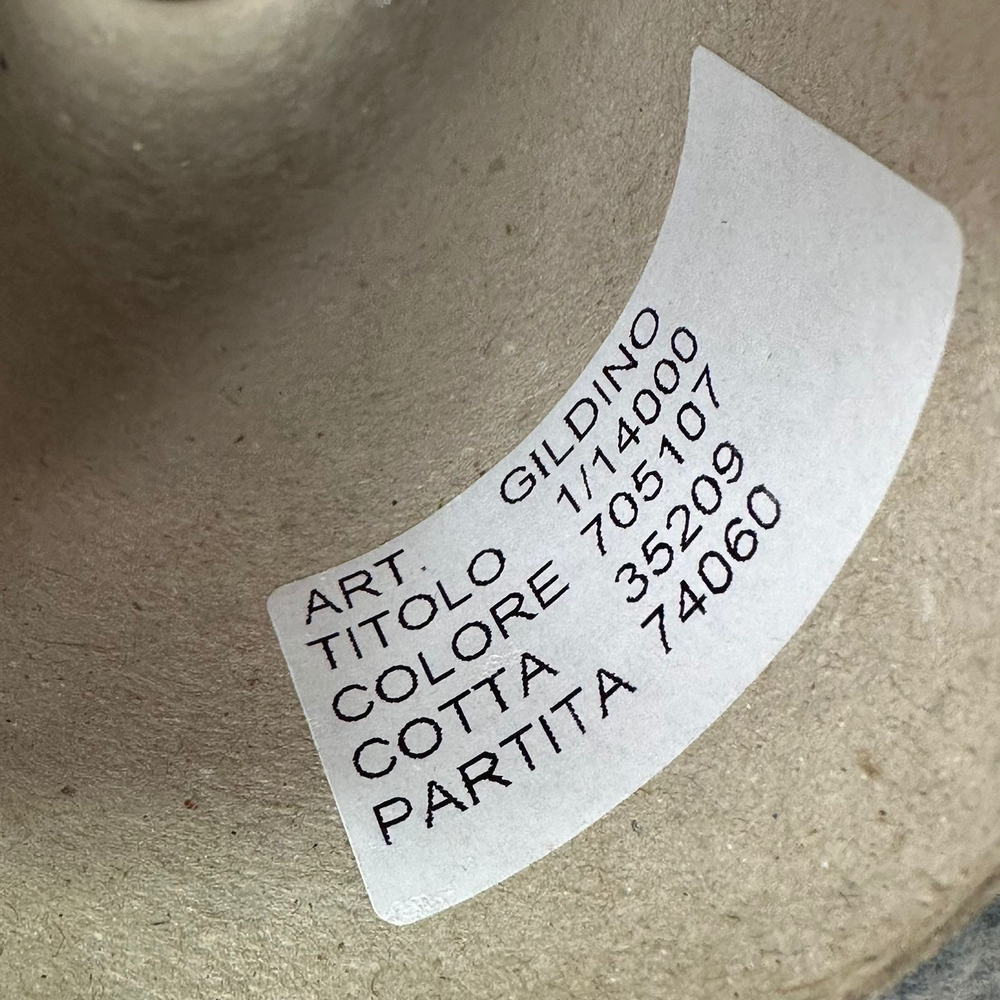 ART. GILDINO
TITOLO 1/14000
COLORE 705107
COTTA 35209
PARTITA 74060